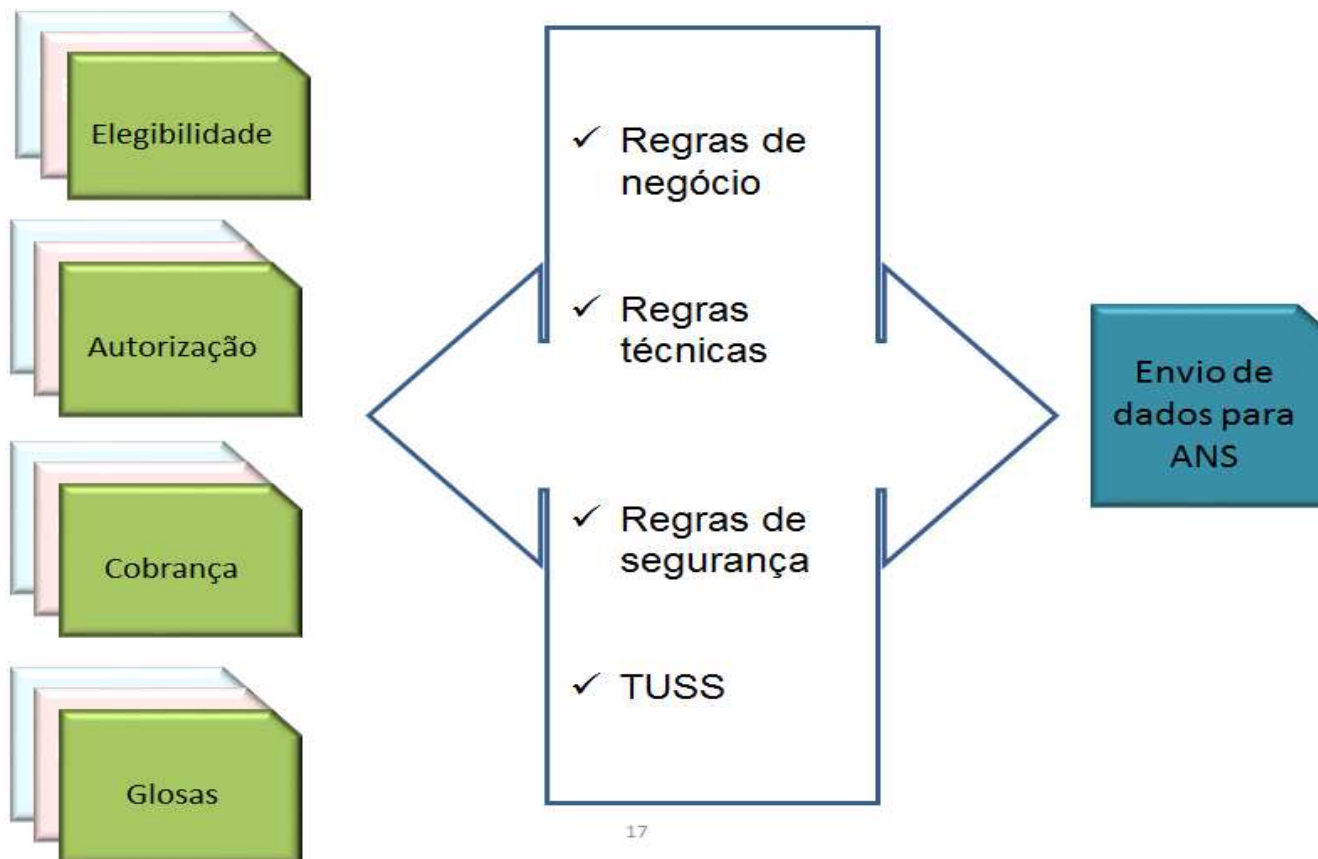 Elegibilidade
Autorização
Cobrança
Glosas
✓ Regras de
negócio
✓ Regras
técnicas
✓ Regras de
segurança
✓ TUSS
Envio de
dados para
ANS
17